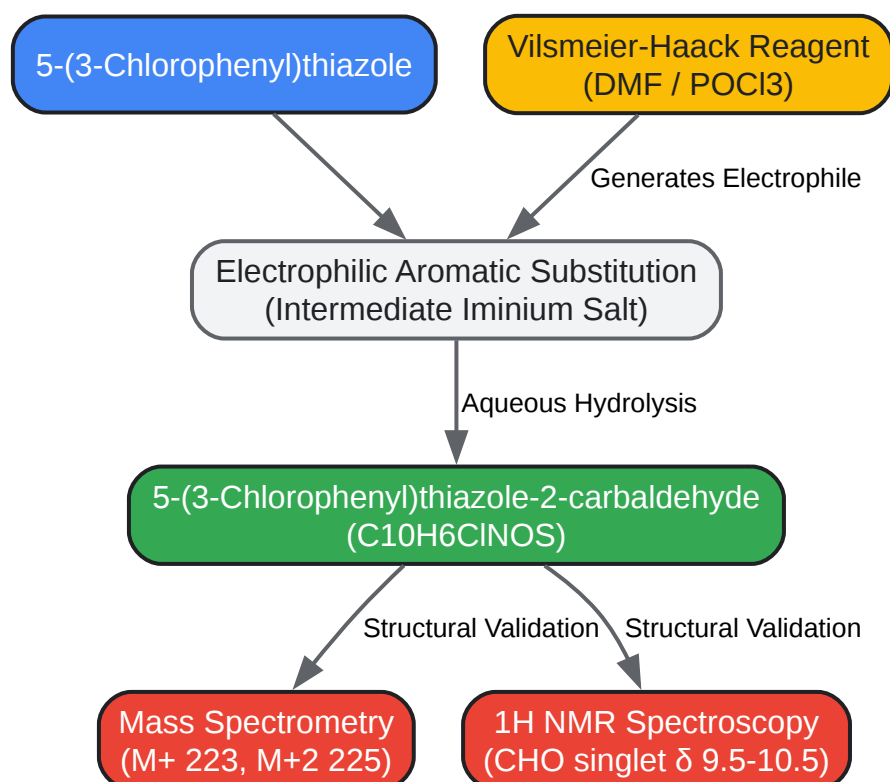 5-(3-Chlorophenyl)thiazole
Vilsmeier-Haack Reagent
(DMF / POCl3)
Generates Electrophile
Electrophilic Aromatic Substitution
(Intermediate Iminium Salt)
Aqueous Hydrolysis
5-(3-Chlorophenyl)thiazole-2-carbaldehyde
(C10H6ClNOS)
Structural Validation
Structural Validation
Mass Spectrometry
(M+ 223, M+2 225)
1H NMR Spectroscopy
(CHO singlet δ 9.5-10.5)